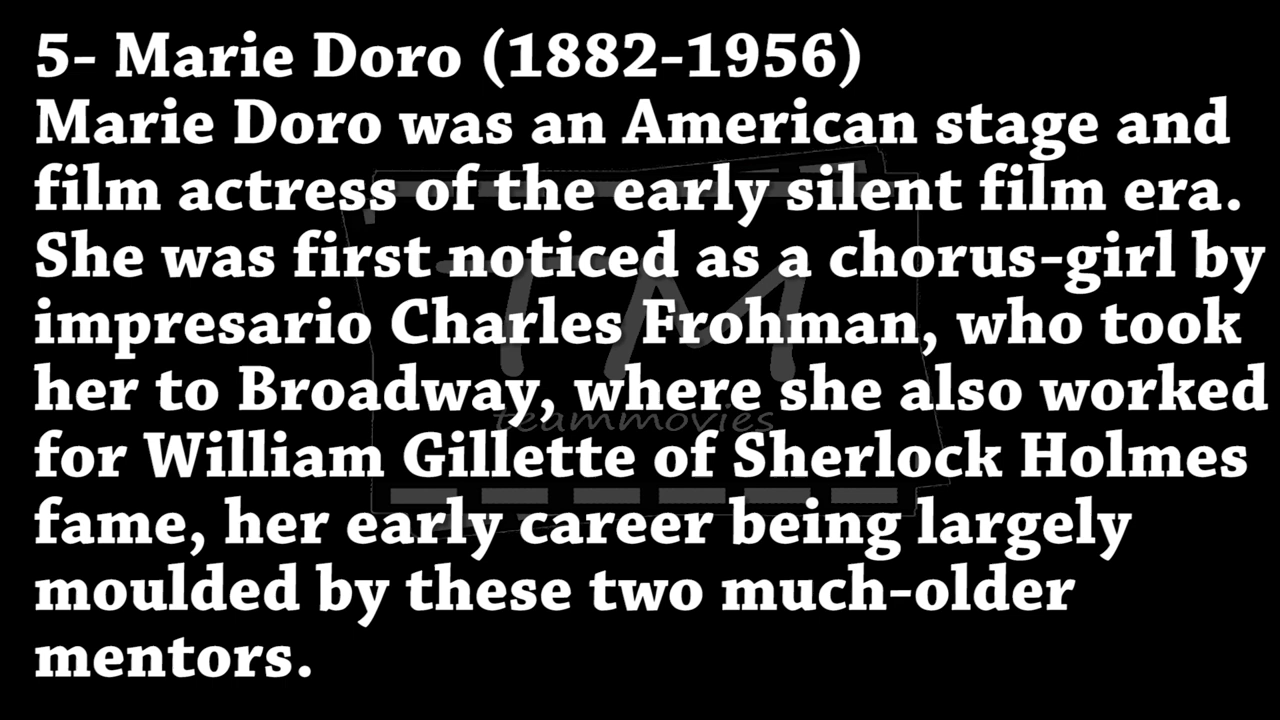 5- Marie Doro (1882-1956)
Marie Doro was an American stage and
film actress of the early silent film era.
She was first noticed as a chorus-girl by
impresario Charles Frohman, who took
her to Broadway, where she also worked
for William Gillette of Sherlock Holmes
fame, her early career being largely
moulded by these two much-older
mentors.
TM
teammovies